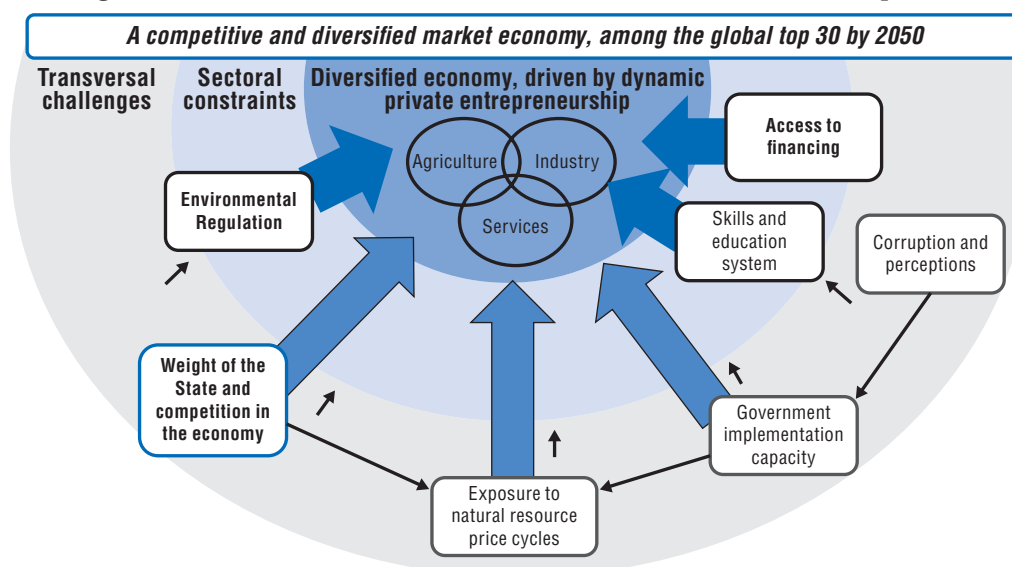 A competitive and diversified market economy, among the global top 30 by 2050
Transversal
challenges
Sectoral
constraints
Diversified economy, driven by dynamic
private entrepreneurship
Agriculture
Industry
Services
Access to
financing
Environmental
Regulation
Skills and
education
system
Corruption and
perceptions
Weight of the
State and
competition in
the economy
Government
implementation
capacity
Exposure to
natural resource
price cycles